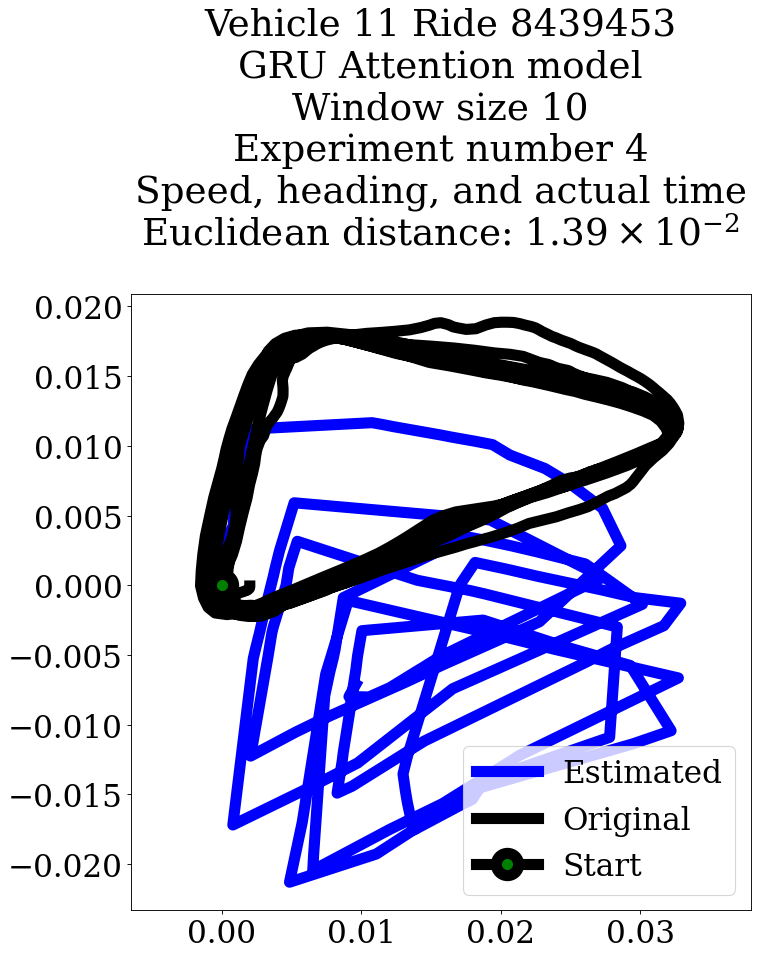 Vehicle 11 Ride 8439453
GRU Attention model
Window size 10
Experiment number 4
Speed, heading, and actual time
Euclidean distance: 1.39 × 10⁻²
0.020
0.015
0.010
0.005
0.000
−0.005
−0.010
−0.015
−0.020
Estimated
Original
Start
0.00 0.01 0.02 0.03